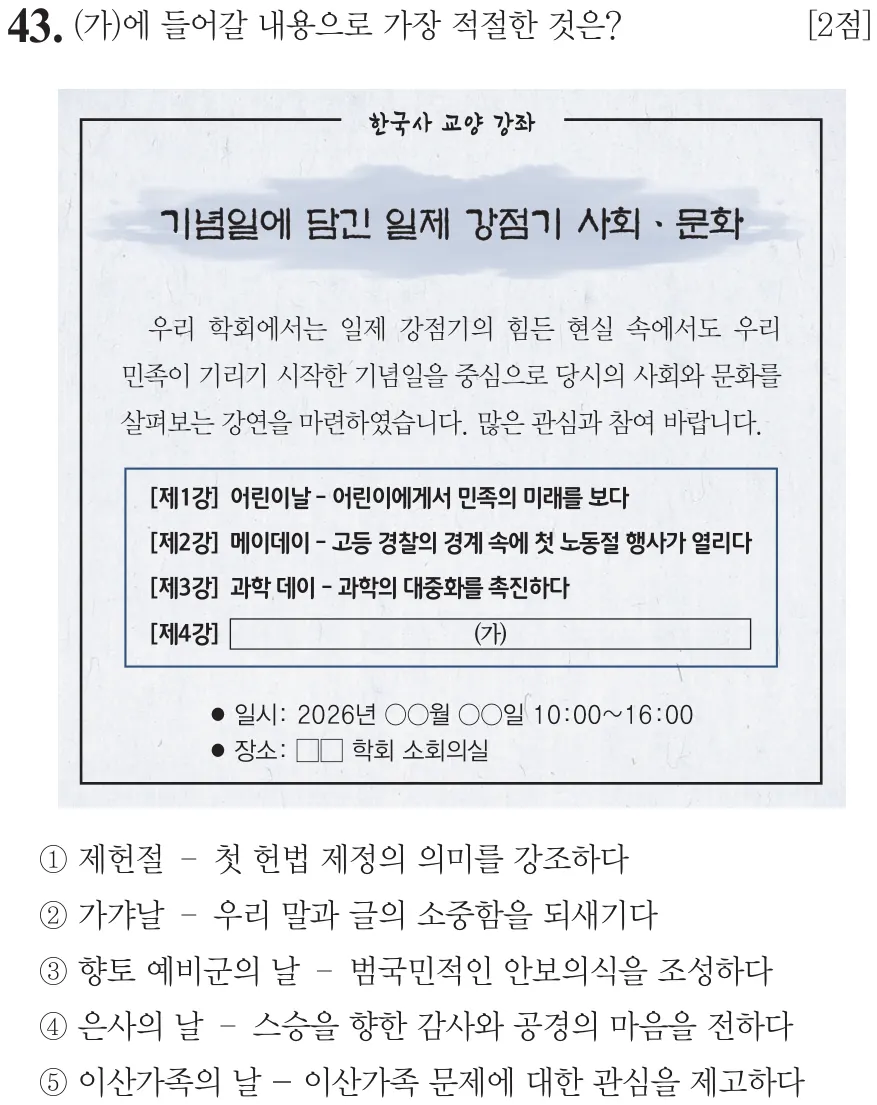 43. (가)에 들어갈 내용으로 가장 적절한 것은? [2점]
한국사 교양 강좌
기념일에 담긴 일제 강점기 사회·문화
우리 학회에서는 일제 강점기의 힘든 현실 속에서도 우리
민족이 기리기 시작한 기념일을 중심으로 당시의 사회와 문화를
살펴보는 강연을 마련하였습니다. 많은 관심과 참여 바랍니다.
[제1강] 어린이날 - 어린이에게서 민족의 미래를 보다
[제2강] 메이데이 - 고등 경찰의 경계 속에 첫 노동절 행사가 열리다
[제3강] 과학 데이 - 과학의 대중화를 촉진하다
[제4강] (가)
● 일시: 2026년 ○○월 ○○일 10:00~16:00
● 장소: □□ 학회 소회의실
① 제헌절 - 첫 헌법 제정의 의미를 강조하다
② 가갸날 - 우리 말과 글의 소중함을 되새기다
③ 향토 예비군의 날 - 범국민적인 안보의식을 조성하다
④ 은사의 날 - 스승을 향한 감사와 공경의 마음을 전하다
⑤ 이산가족의 날 - 이산가족 문제에 대한 관심을 제고하다